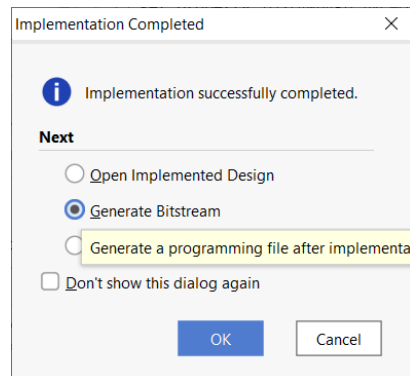 Implementation Completed
Implementation successfully completed.
Next
Open Implemented Design
Generate Bitstream
Generate a programming file after implementa
Don't show this dialog again
OK
Cancel